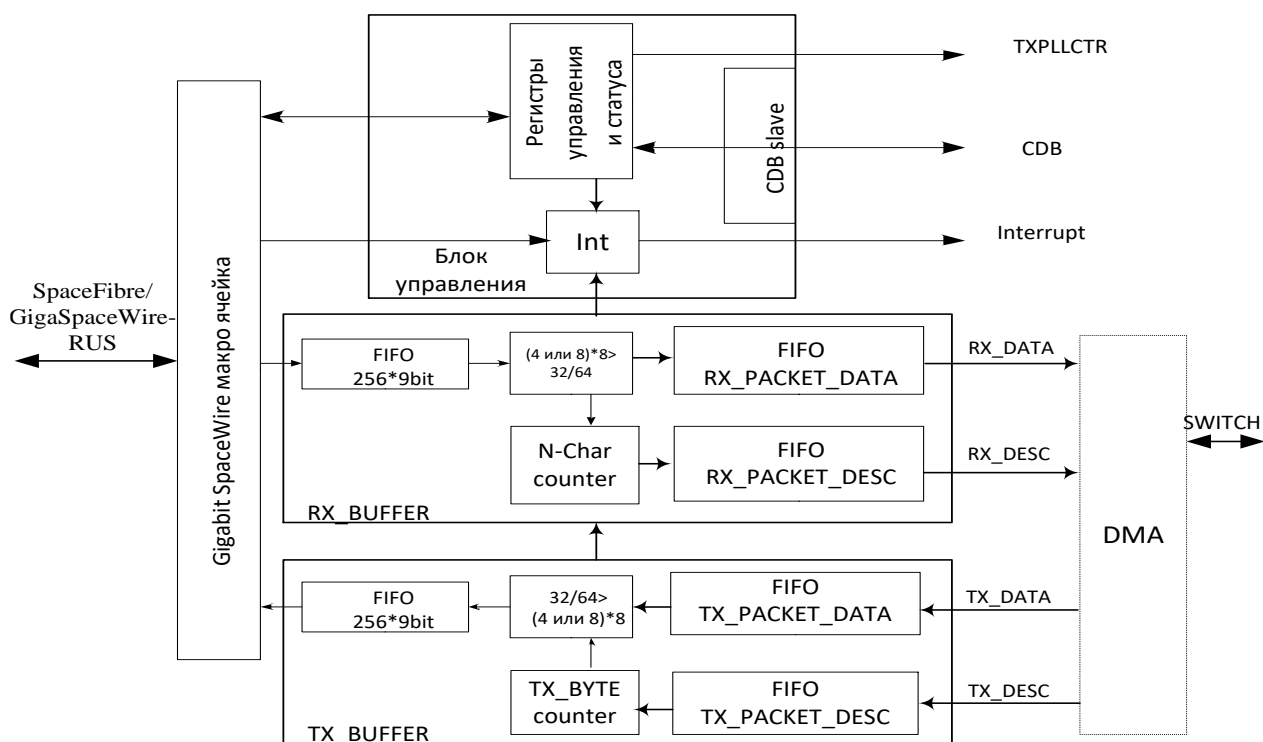 TXPLLCTR
Регистры
управления
и статуса
CDB slave
CDB
Int
Interrupt
Блок
управления
Gigabit SpaceWire макро ячейка
SpaceFibre/
GigaSpaceWire-
RUS
FIFO
256*9bit
(4 или 8)*8>
32/64
FIFO
RX_PACKET_DATA
RX_DATA
N-Char
counter
FIFO
RX_PACKET_DESC
RX_DESC
RX_BUFFER
SWITCH
DMA
FIFO
256*9bit
32/64>
(4 или 8)*8
FIFO
TX_PACKET_DATA
TX_DATA
TX_BYTE
counter
FIFO
TX_PACKET_DESC
TX_DESC
TX_BUFFER